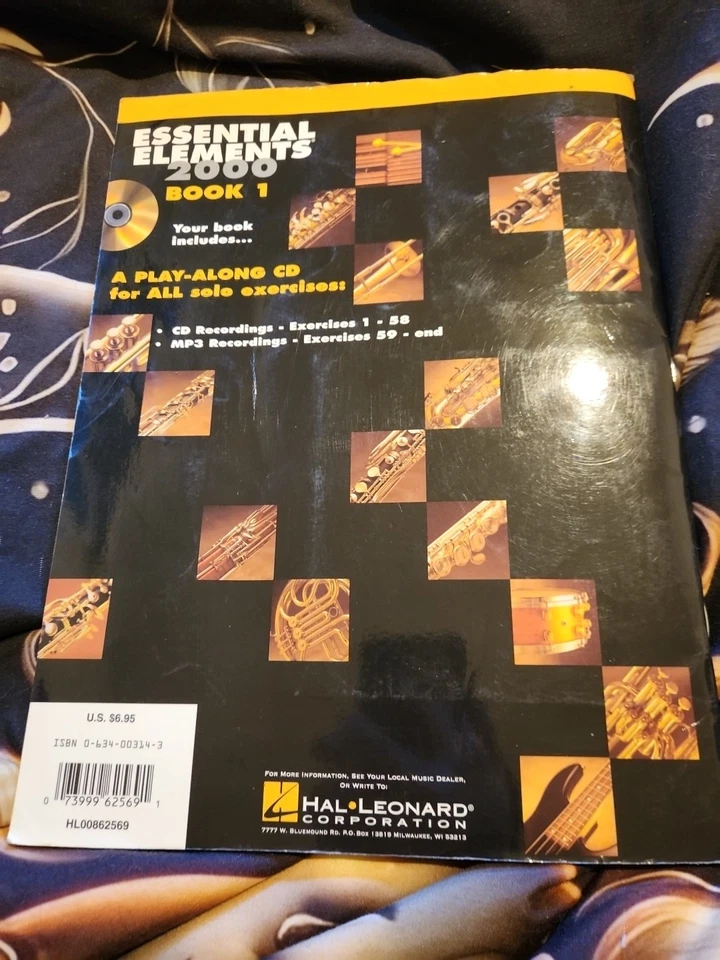 ESSENTIAL
ELEMENTS
2000
BOOK 1
Your book
includes...
A PLAY-ALONG CD
for ALL solo exercises:
• CD Recordings - Exercises 1 - 58
• MP3 Recordings - Exercises 59 - end
U.S. $6.95
ISBN 0-634-00314-3
0 73999 62569 1
HL00862569
FOR MORE INFORMATION, SEE YOUR LOCAL MUSIC DEALER,
OR WRITE TO:
HAL•LEONARD®
CORPORATION
7777 W. BLUEMOUND RD. P.O. BOX 13819 MILWAUKEE, WI 53213